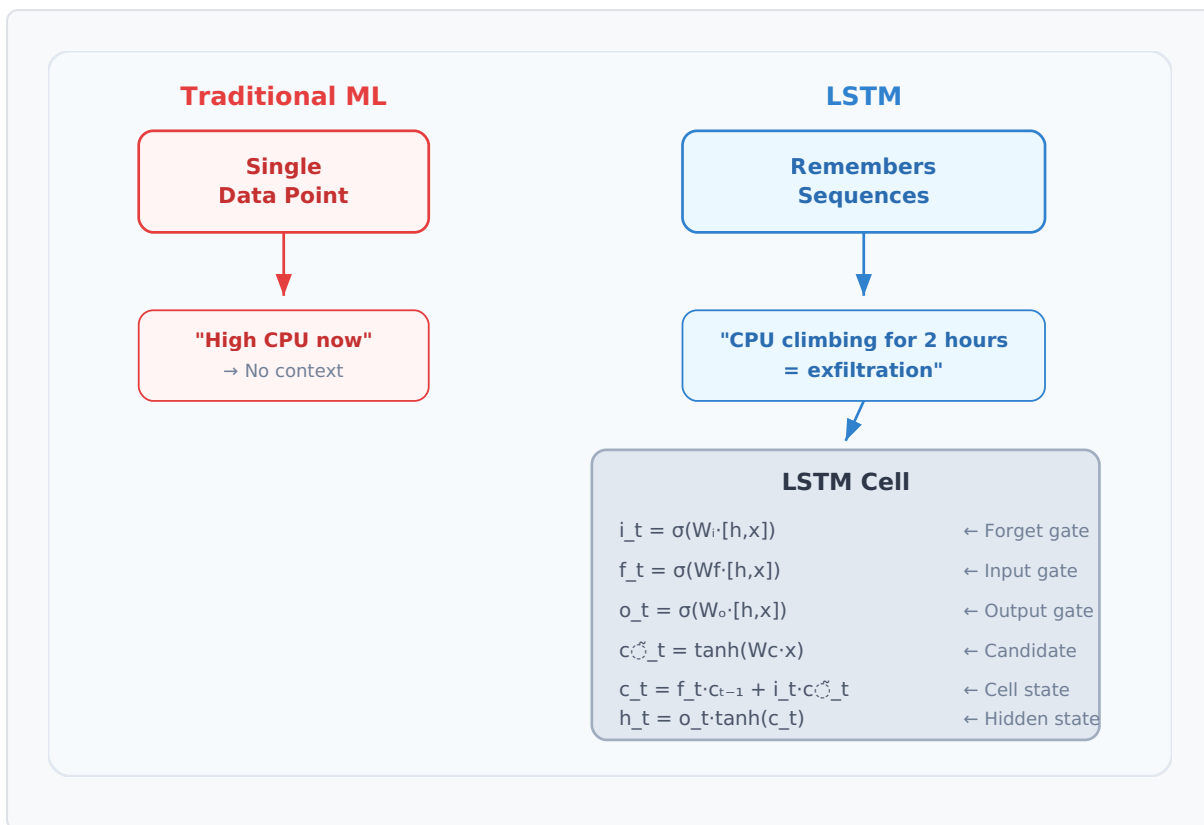 Traditional ML
Single
Data Point
"High CPU now"
→ No context
LSTM
Remembers
Sequences
"CPU climbing for 2 hours
= exfiltration"
LSTM Cell
i_t = σ(Wᵢ·[h,x]) ← Forget gate
f_t = σ(Wf·[h,x]) ← Input gate
o_t = σ(Wₒ·[h,x]) ← Output gate
c◌̃_t = tanh(Wc·x) ← Candidate
c_t = f_t·cₜ₋₁ + i_t·c◌̃_t ← Cell state
h_t = o_t·tanh(c_t) ← Hidden state